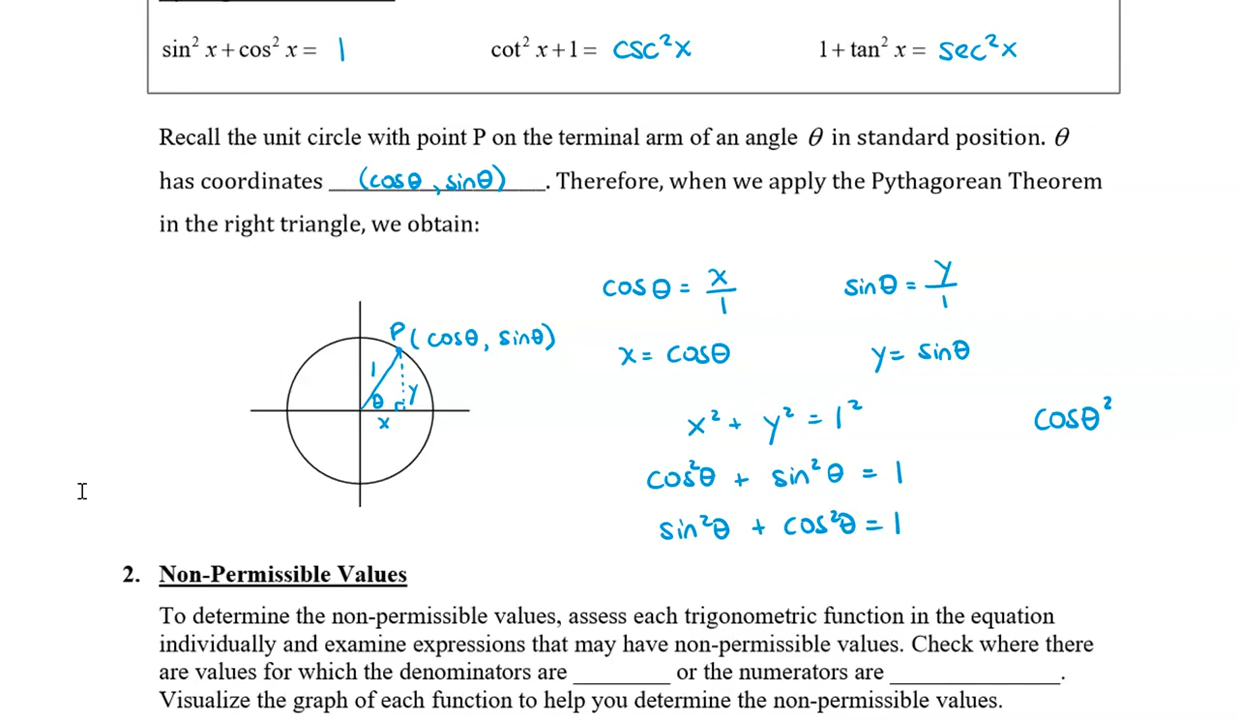 sin² x + cos² x = 1 cot² x + 1 = csc²x 1 + tan² x = sec²x
Recall the unit circle with point P on the terminal arm of an angle θ in standard position. θ
has coordinates (cosθ, sinθ). Therefore, when we apply the Pythagorean Theorem
in the right triangle, we obtain:
P(cosθ, sinθ)
1
θ
y
x
cosθ = x/1 sinθ = y/1
x = cosθ y = sinθ
x² + y² = 1² cosθ²
cos²θ + sin²θ = 1
sin²θ + cos²θ = 1
2. Non-Permissible Values
To determine the non-permissible values, assess each trigonometric function in the equation
individually and examine expressions that may have non-permissible values. Check where there
are values for which the denominators are ________ or the numerators are ______________.
Visualize the graph of each function to help you determine the non-permissible values.